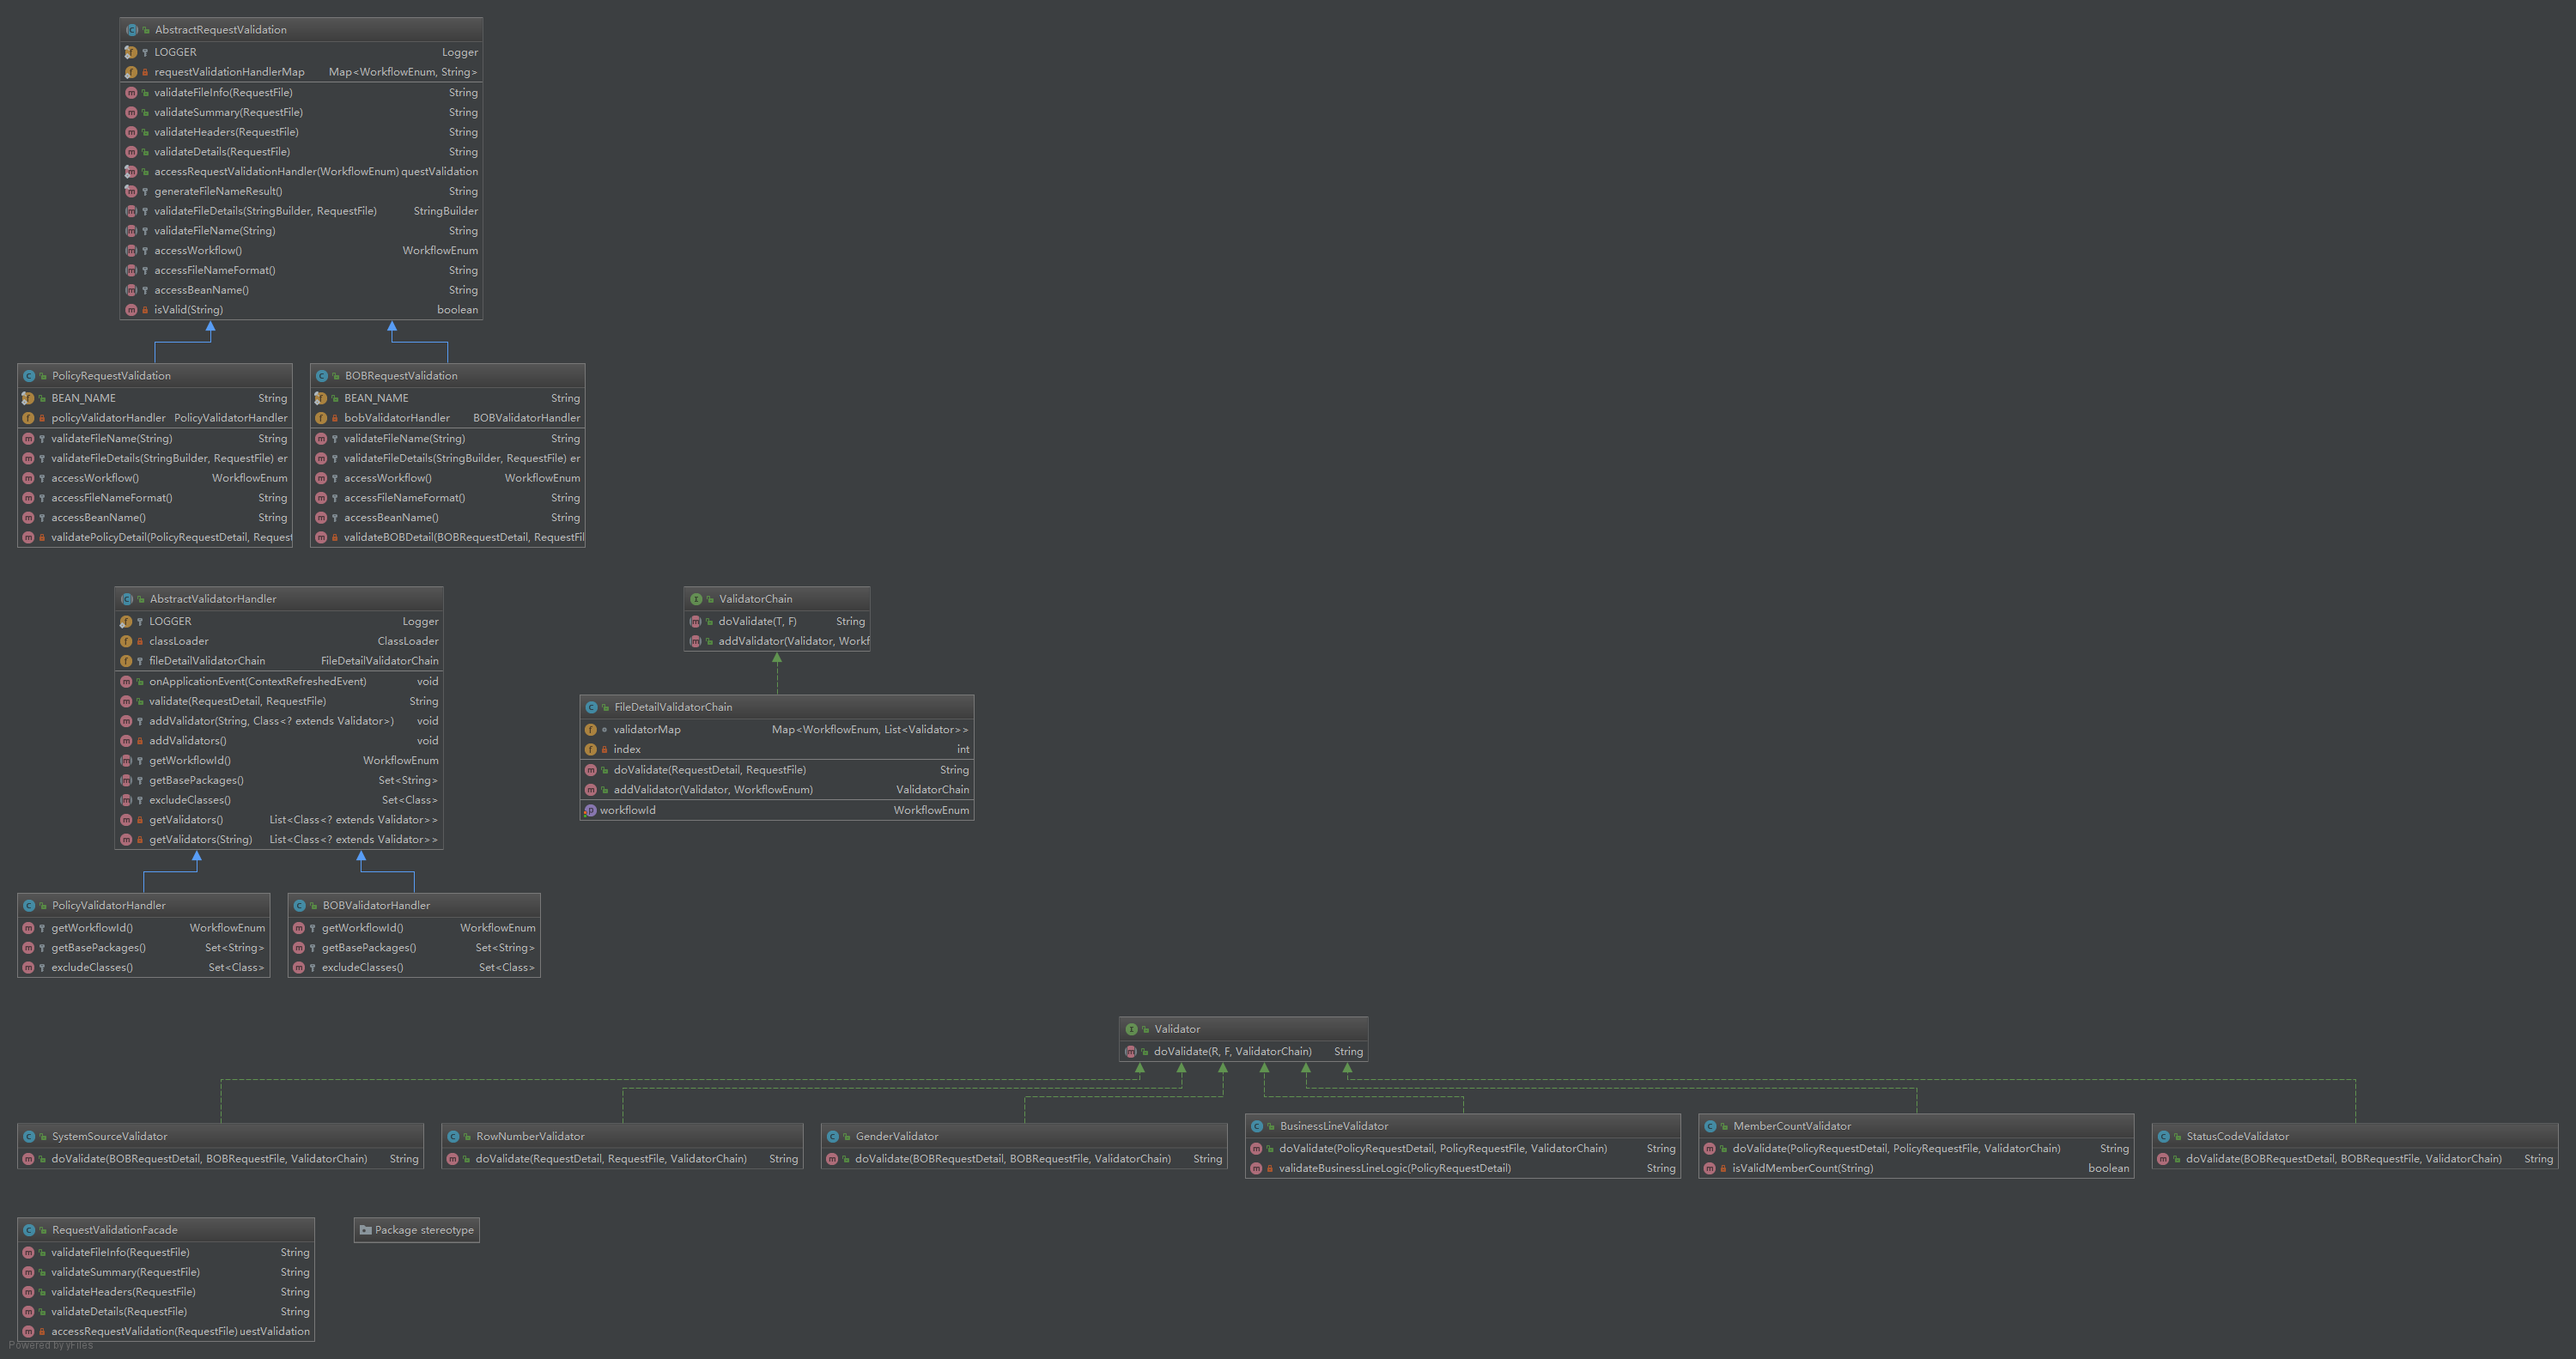 AbstractRequestValidation
LOGGER Logger
requestValidationHandlerMap Map<WorkflowEnum, String>
validateFileInfo(RequestFile) String
validateSummary(RequestFile) String
validateHeaders(RequestFile) String
validateDetails(RequestFile) String
accessRequestValidationHandler(WorkflowEnum) questValidation
generateFileNameResult() String
validateFileDetails(StringBuilder, RequestFile) StringBuilder
validateFileName(String) String
accessWorkflow() WorkflowEnum
accessFileNameFormat() String
accessBeanName() String
isValid(String) boolean
PolicyRequestValidation
BEAN_NAME String
policyValidatorHandler PolicyValidatorHandler
validateFileName(String) String
validateFileDetails(StringBuilder, RequestFile) er
accessWorkflow() WorkflowEnum
accessFileNameFormat() String
accessBeanName() String
validatePolicyDetail(PolicyRequestDetail, Request
BOBRequestValidation
BEAN_NAME String
bobValidatorHandler BOBValidatorHandler
validateFileName(String) String
validateFileDetails(StringBuilder, RequestFile) er
accessWorkflow() WorkflowEnum
accessFileNameFormat() String
accessBeanName() String
validateBOBDetail(BOBRequestDetail, RequestFil
AbstractValidatorHandler
LOGGER Logger
classLoader ClassLoader
fileDetailValidatorChain FileDetailValidatorChain
onApplicationEvent(ContextRefreshedEvent) void
validate(RequestDetail, RequestFile) String
addValidator(String, Class<? extends Validator>) void
addValidators() void
getWorkflowId() WorkflowEnum
getBasePackages() Set<String>
excludeClasses() Set<Class>
getValidators() List<Class<? extends Validator>>
getValidators(String) List<Class<? extends Validator>>
ValidatorChain
doValidate(T, F) String
addValidator(Validator, Workf
FileDetailValidatorChain
validatorMap Map<WorkflowEnum, List<Validator>>
index int
doValidate(RequestDetail, RequestFile) String
addValidator(Validator, WorkflowEnum) ValidatorChain
workflowId WorkflowEnum
PolicyValidatorHandler
getWorkflowId() WorkflowEnum
getBasePackages() Set<String>
excludeClasses() Set<Class>
BOBValidatorHandler
getWorkflowId() WorkflowEnum
getBasePackages() Set<String>
excludeClasses() Set<Class>
Validator
doValidate(R, F, ValidatorChain) String
SystemSourceValidator
doValidate(BOBRequestDetail, BOBRequestFile, ValidatorChain) String
RowNumberValidator
doValidate(RequestDetail, RequestFile, ValidatorChain) String
GenderValidator
doValidate(BOBRequestDetail, BOBRequestFile, ValidatorChain) String
BusinessLineValidator
doValidate(PolicyRequestDetail, PolicyRequestFile, ValidatorChain) String
validateBusinessLineLogic(PolicyRequestDetail) String
MemberCountValidator
doValidate(PolicyRequestDetail, PolicyRequestFile, ValidatorChain) String
isValidMemberCount(String) boolean
StatusCodeValidator
doValidate(BOBRequestDetail, BOBRequestFile, ValidatorChain) String
RequestValidationFacade
validateFileInfo(RequestFile) String
validateSummary(RequestFile) String
validateHeaders(RequestFile) String
validateDetails(RequestFile) String
accessRequestValidation(RequestFile) uestValidation
Package stereotype
Powered by yFiles